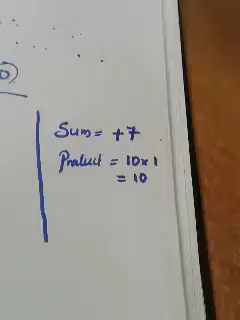 Sum = +7
Product = 10×1
= 10